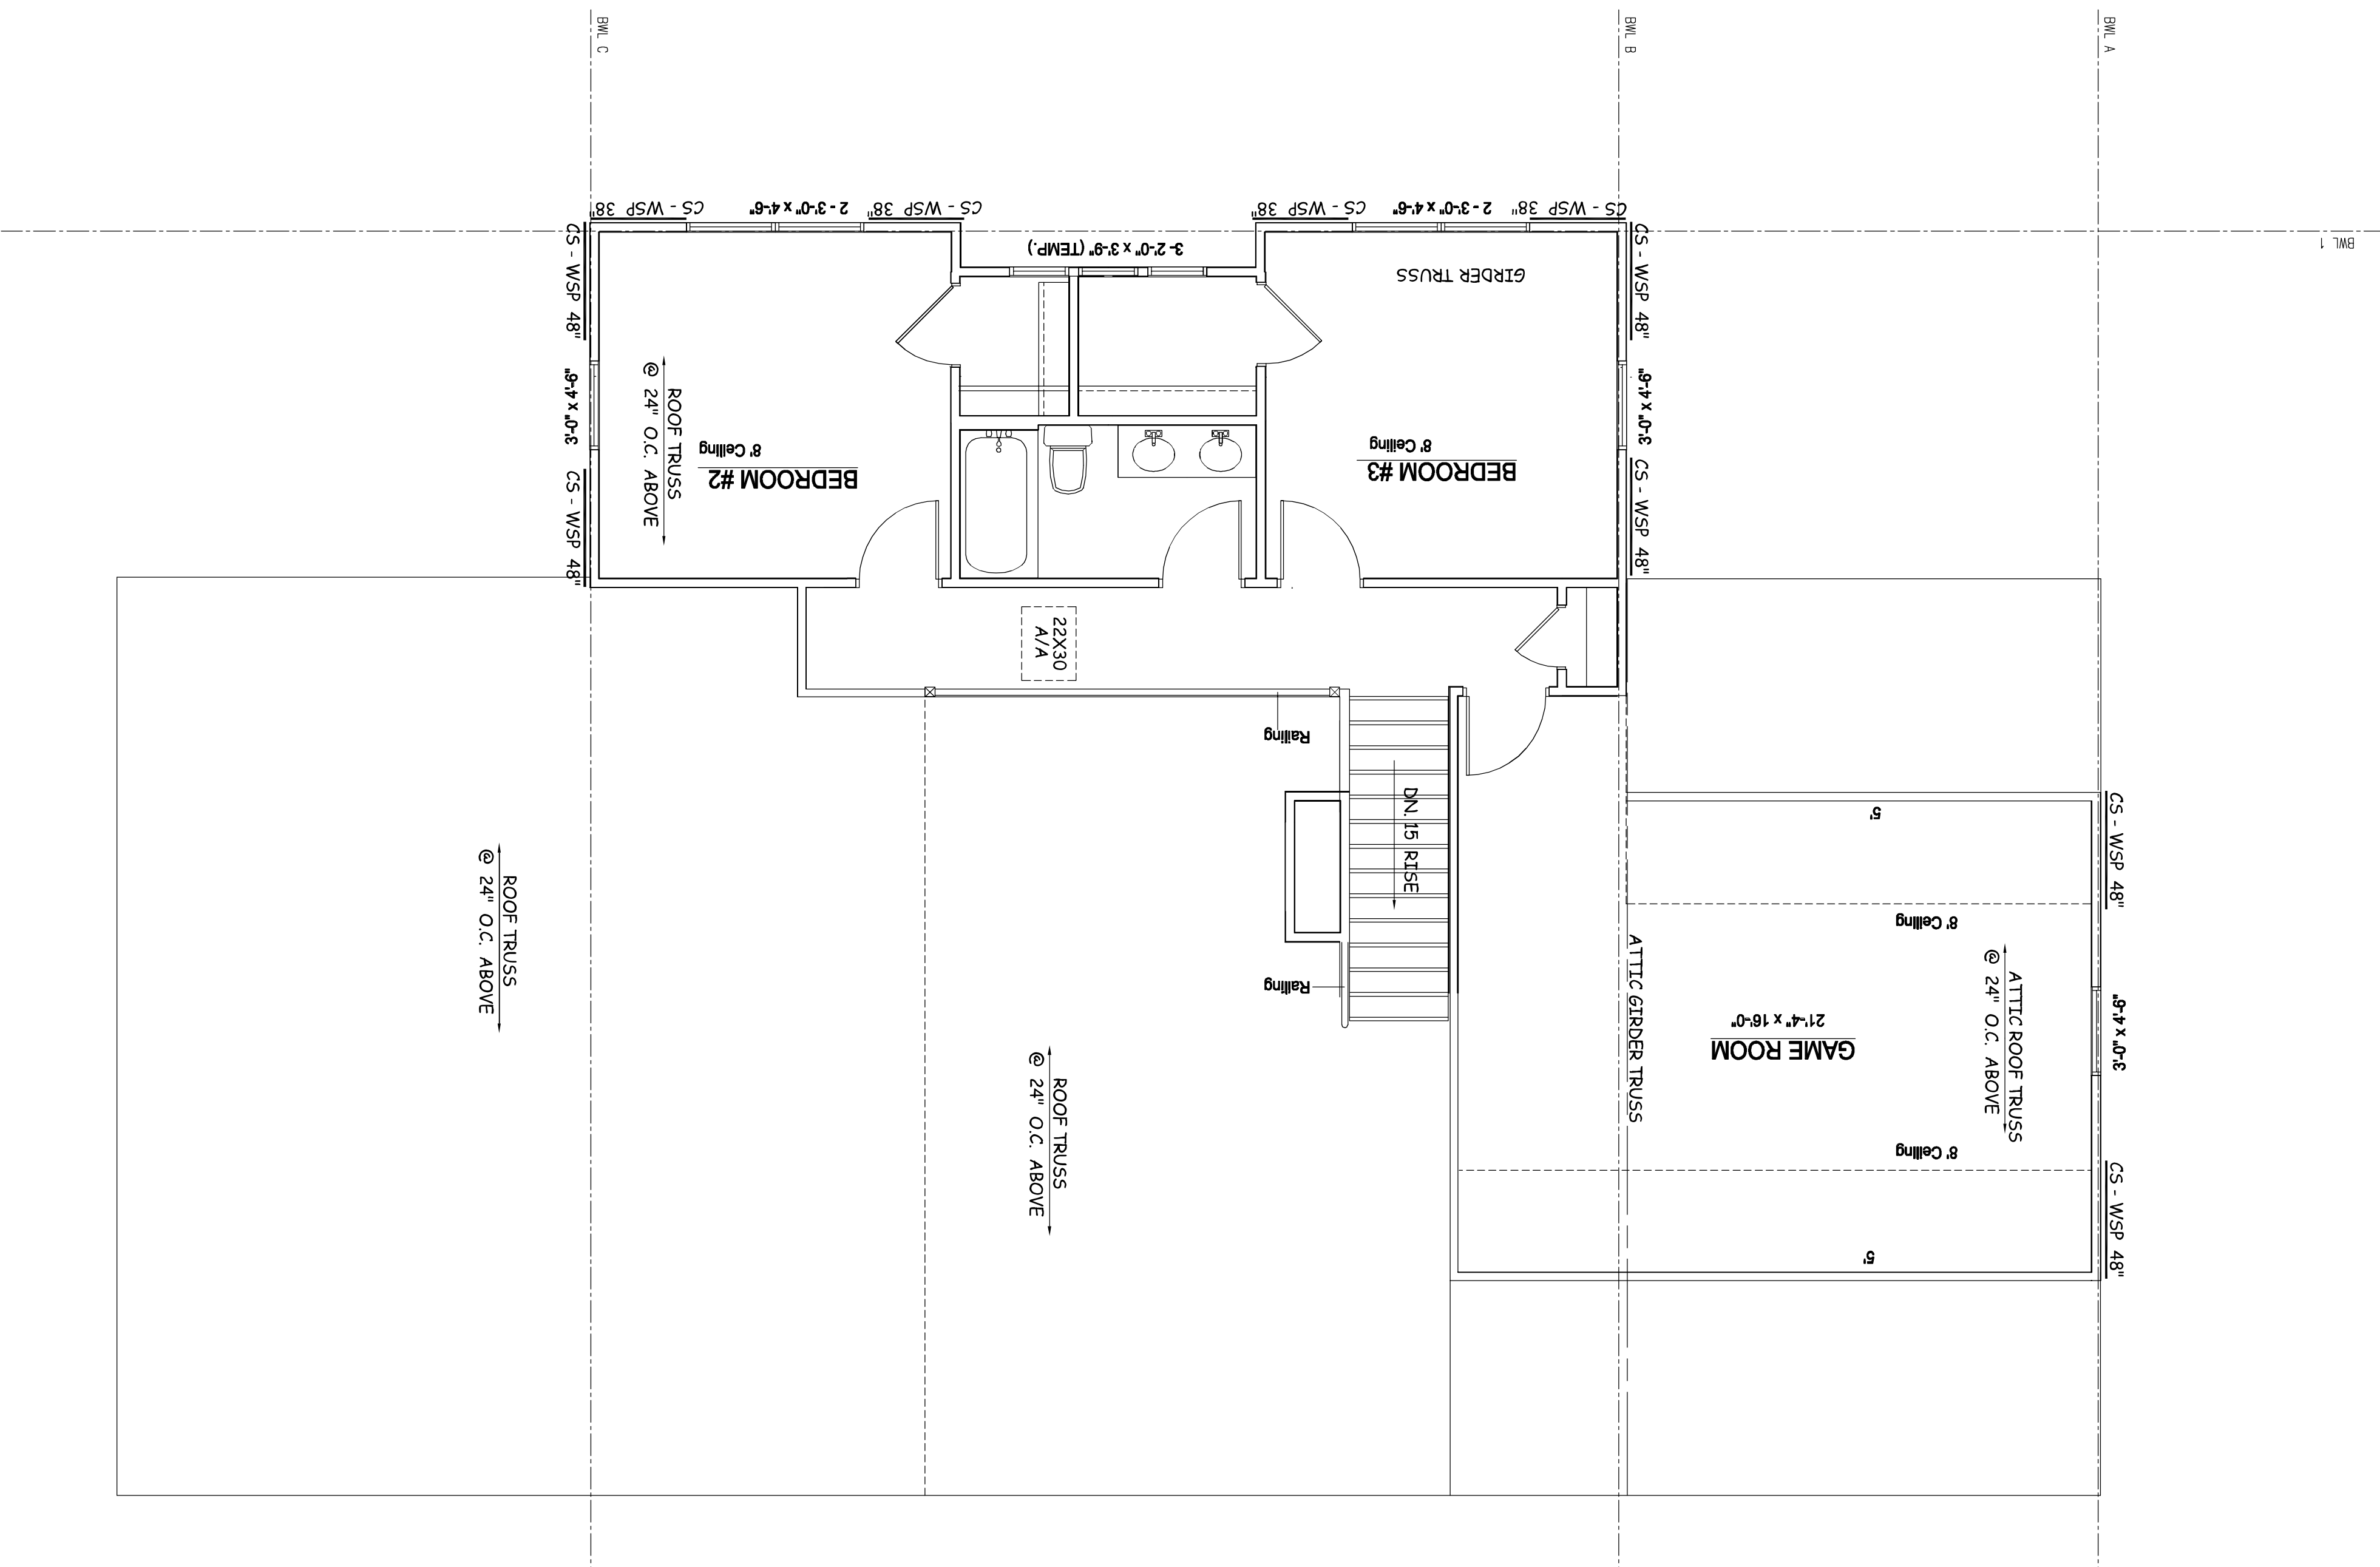 BWL C
BWL B
BWL A
BWL 1
CS - WSP 38"
2 - 3'-0" x 4'-6"
CS - WSP 38"
CS - WSP 38"
2 - 3'-0" x 4'-6"
CS - WSP 38"
3- 2'-0" x 3'-9" (TEMP.)
GIRDER TRUSS
CS - WSP 48"
3'-0" x 4'-6"
CS - WSP 48"
CS - WSP 48"
3'-0" x 4'-6"
CS - WSP 48"
ROOF TRUSS
@ 24" O.C. ABOVE
BEDROOM #2
8' Ceiling
BEDROOM #3
8' Ceiling
22X30
A/A
Railing
DN. 15 RISE
Railing
5'
8' Ceiling
GAME ROOM
21'-4" x 16'-0"
8' Ceiling
5'
ATTIC GIRDER TRUSS
ATTIC ROOF TRUSS
@ 24" O.C. ABOVE
CS - WSP 48"
3'-0" x 4'-6"
CS - WSP 48"
ROOF TRUSS
@ 24" O.C. ABOVE
ROOF TRUSS
@ 24" O.C. ABOVE